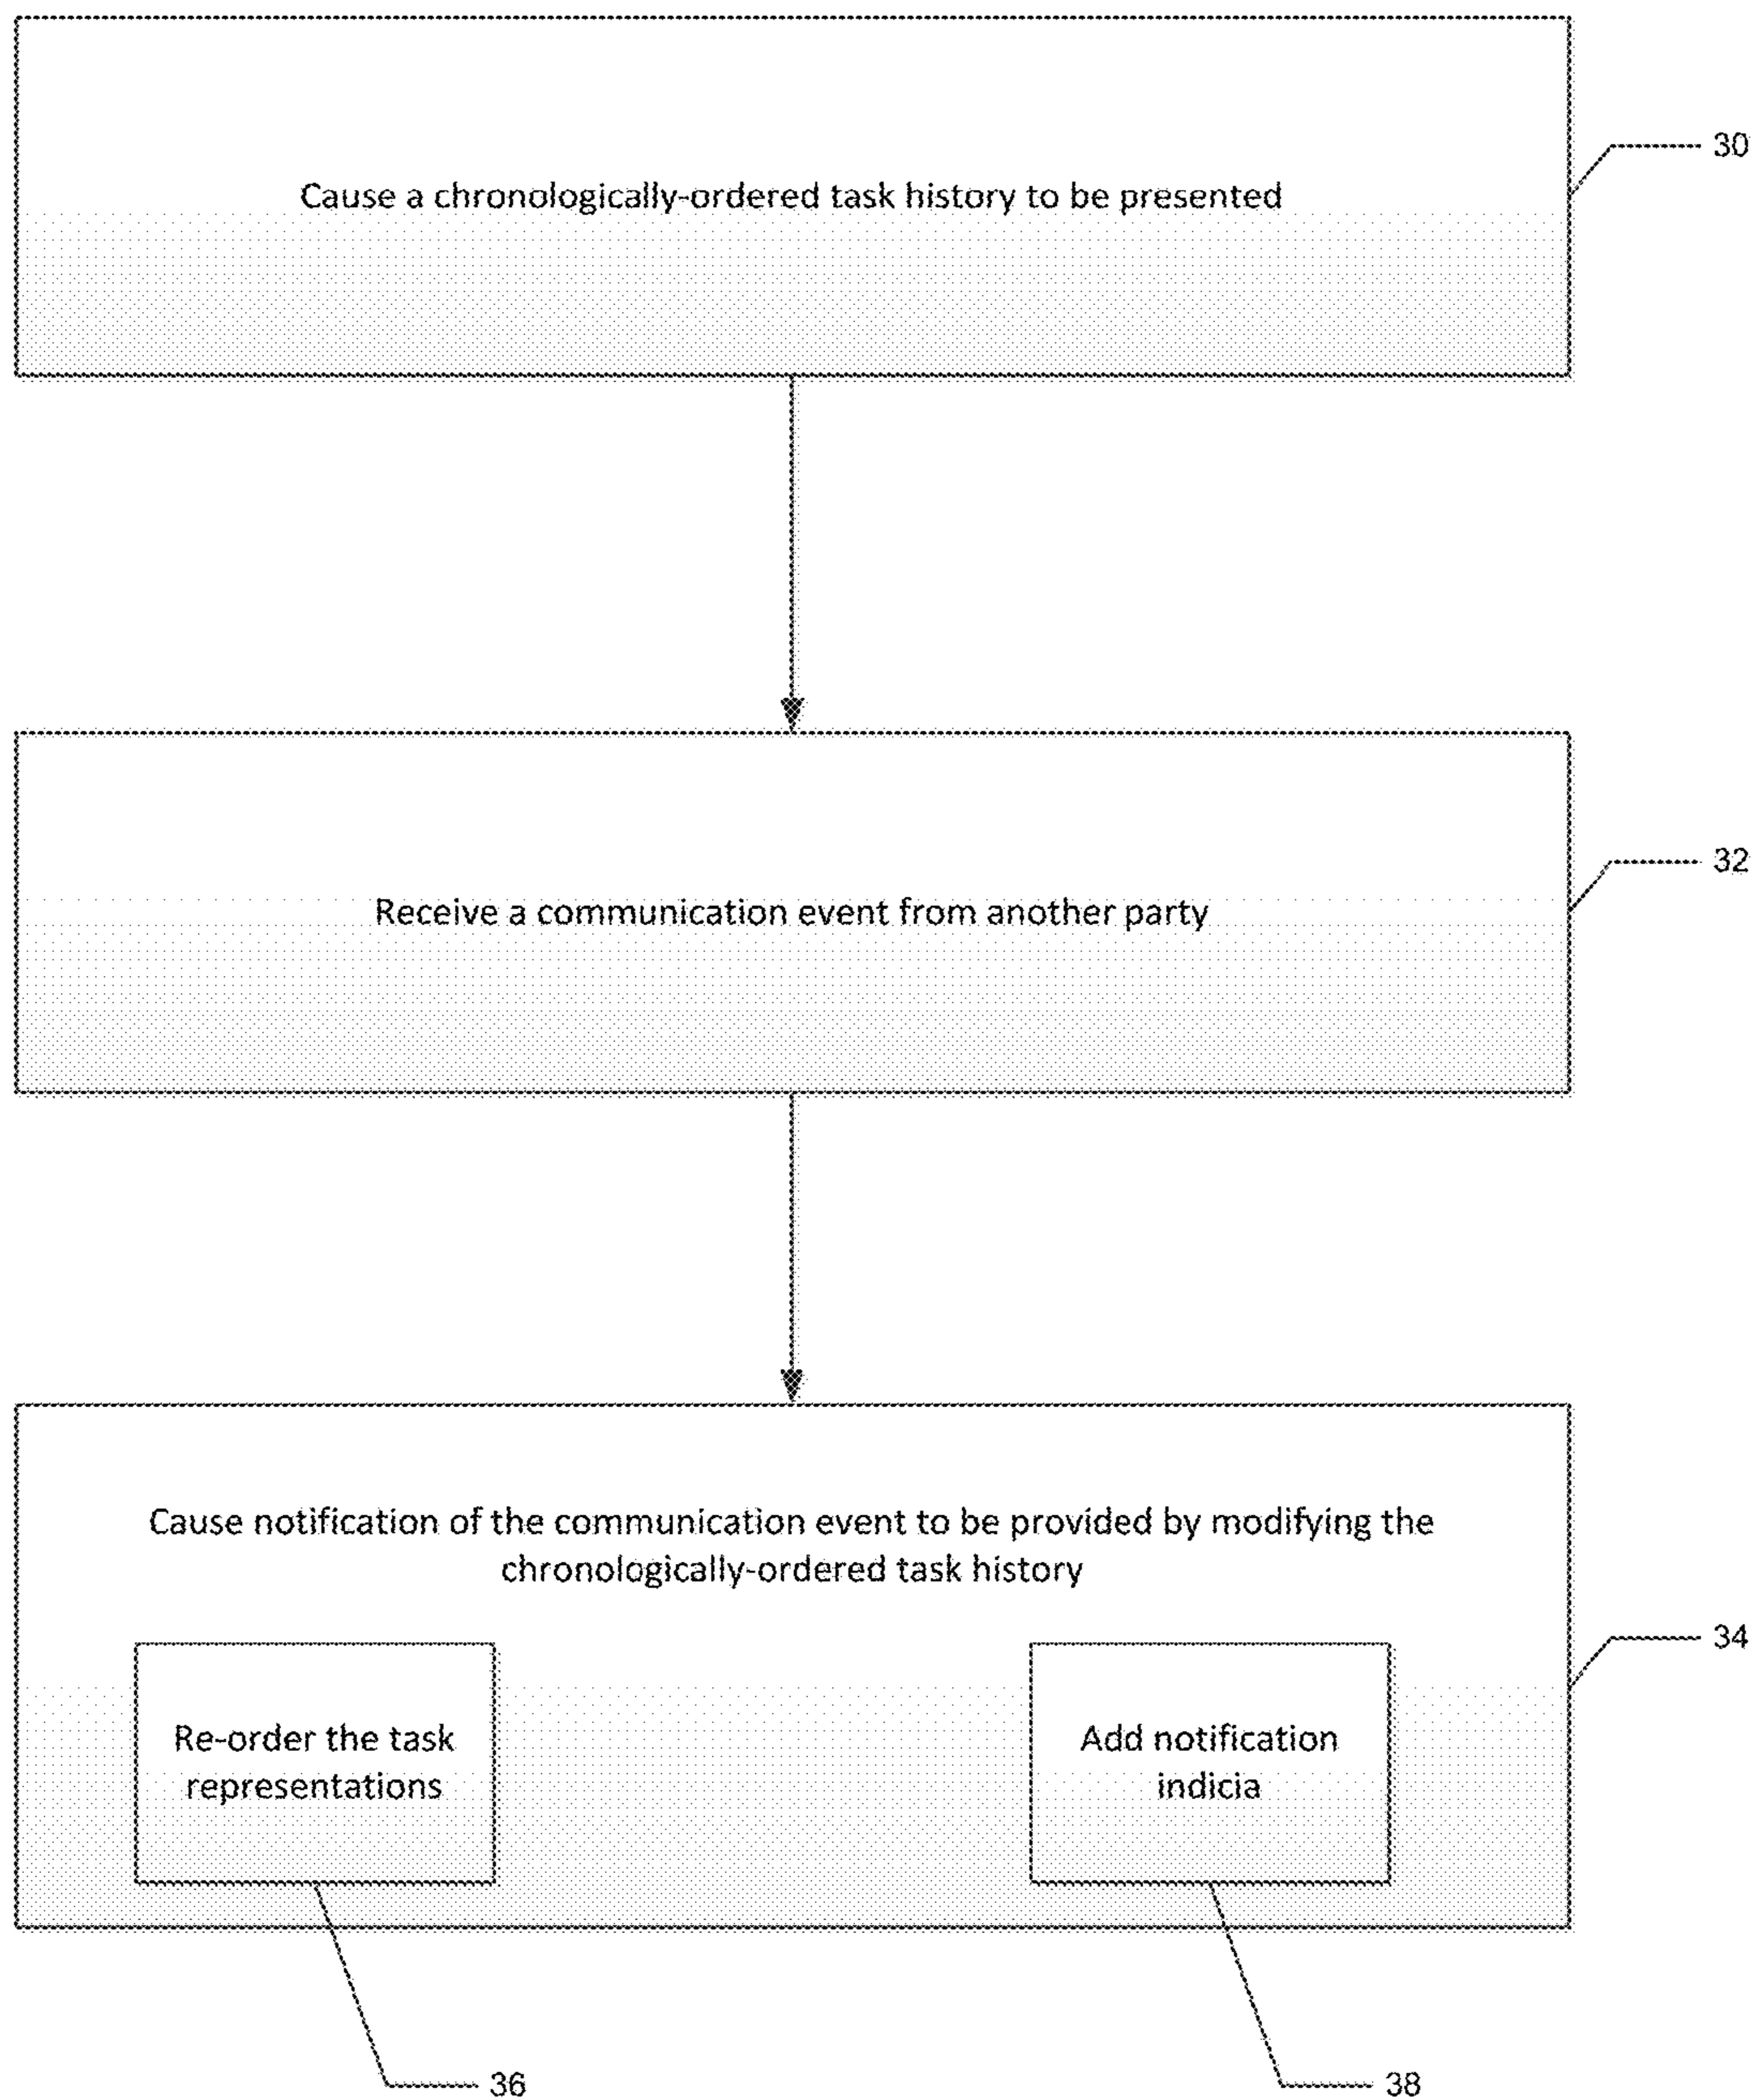 Cause a chronologically-ordered task history to be presented
30
Receive a communication event from another party
32
Cause notification of the communication event to be provided by modifying the
chronologically-ordered task history
34
Re-order the task
representations
Add notification
indicia
36
38